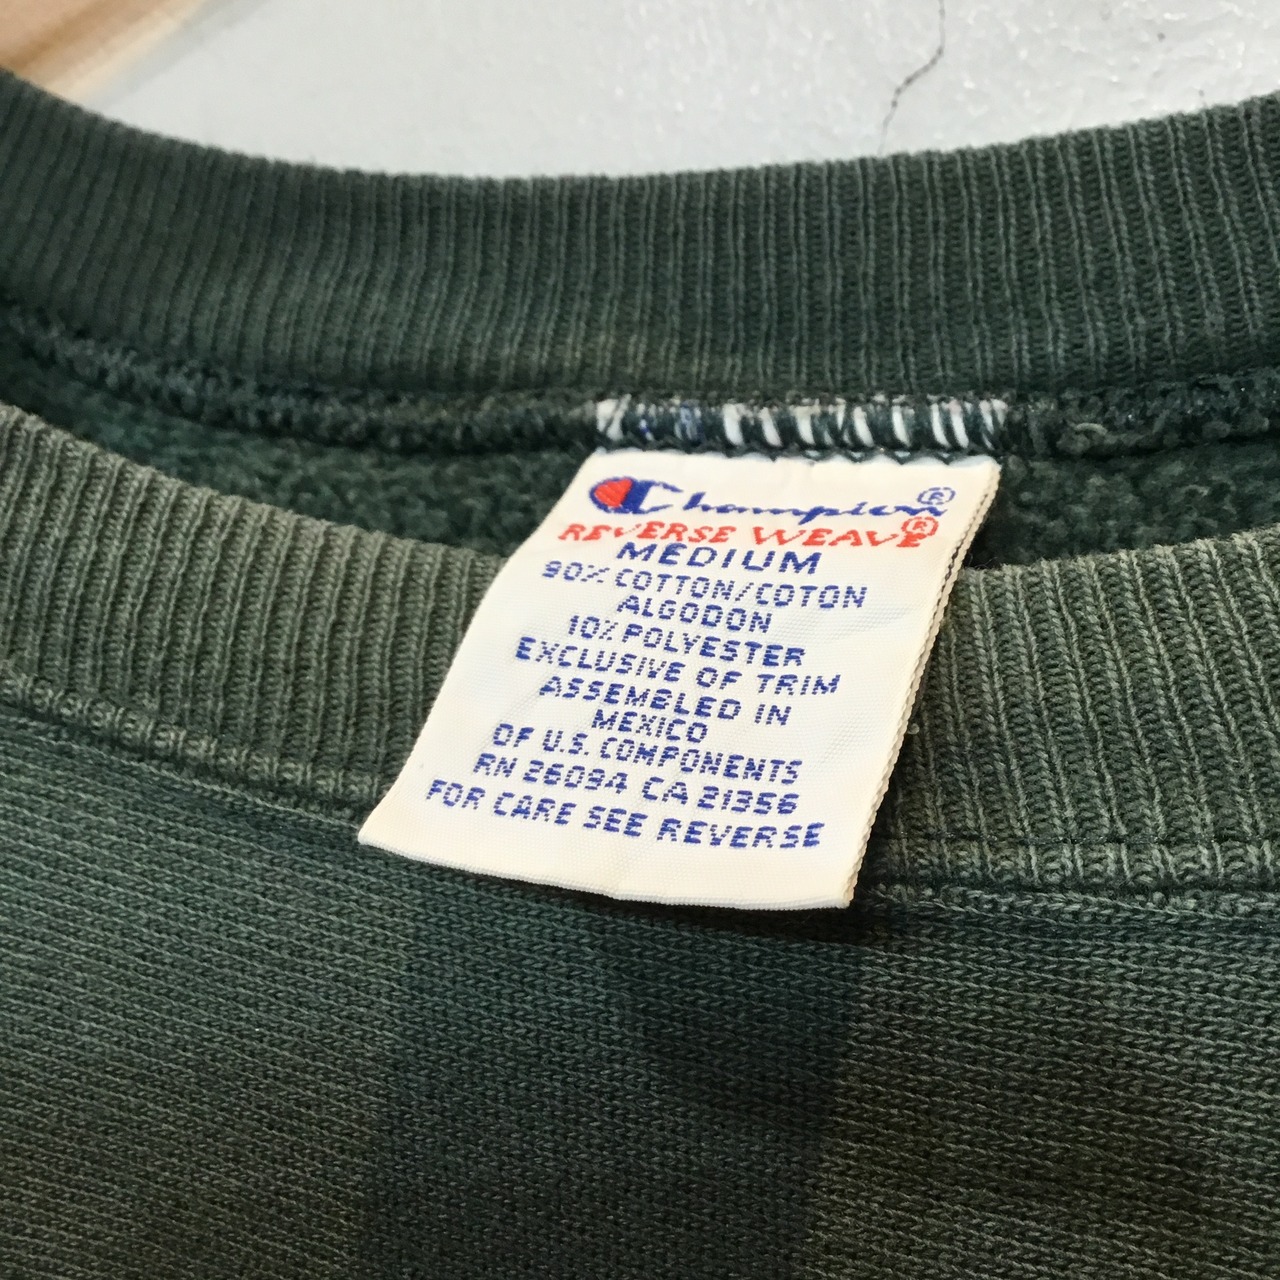 Champion®
REVERSE WEAVE®
MEDIUM
90% COTTON/COTON
ALGODON
10% POLYESTER
EXCLUSIVE OF TRIM
ASSEMBLED IN
MEXICO
OF U.S. COMPONENTS
RN 26094 CA 21356
FOR CARE SEE REVERSE